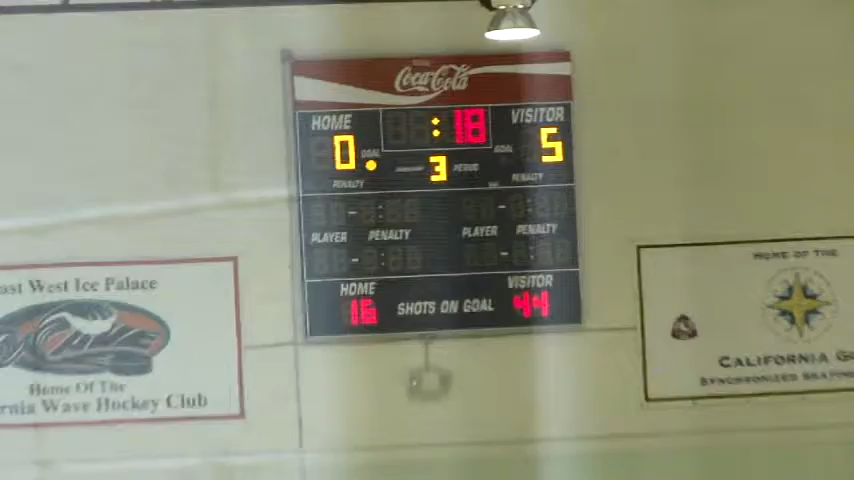 Coca-Cola
HOME :18 VISITOR
0 GOAL GOAL 5
3 PERIOD
PENALTY PENALTY
PLAYER PENALTY PLAYER PENALTY
HOME VISITOR
16 SHOTS ON GOAL 44
ast West Ice Palace
Home Of The
rnia Wave Hockey Club
HOME OF THE
CALIFORNIA G
SYNCHRONIZED SKATIN